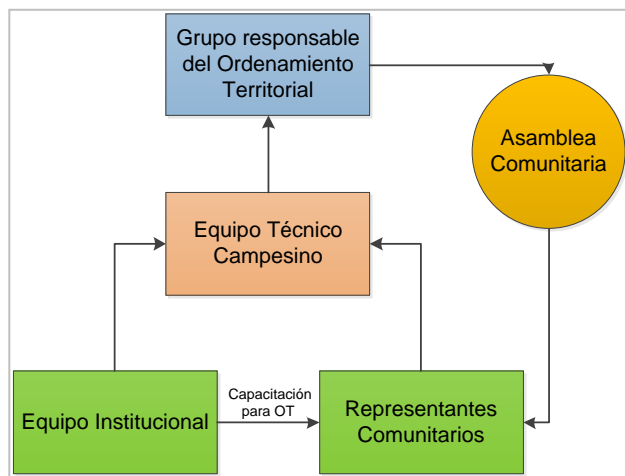 Grupo responsable
del Ordenamiento
Territorial
Asamblea
Comunitaria
Equipo Técnico
Campesino
Capacitación
para OT
Equipo Institucional
Representantes
Comunitarios